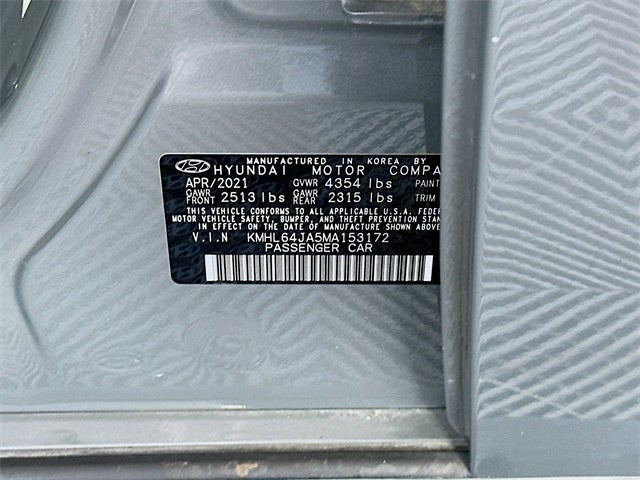 MANUFACTURED IN KOREA BY
HYUNDAI MOTOR COMPA
APR/2021 GVWR 4354 lbs PAINT
GAWR FRONT 2513 lbs GAWR REAR 2315 lbs TRIM
THIS VEHICLE CONFORMS TO ALL APPLICABLE U.S.A. FEDE
MOTOR VEHICLE SAFETY, BUMPER, AND THEFT PREVENTION STAN
IN EFFECT ON THE DATE OF MANUFACTURE SHOWN ABOVE.
V.I.N KMHL64JA5MA153172
PASSENGER CAR